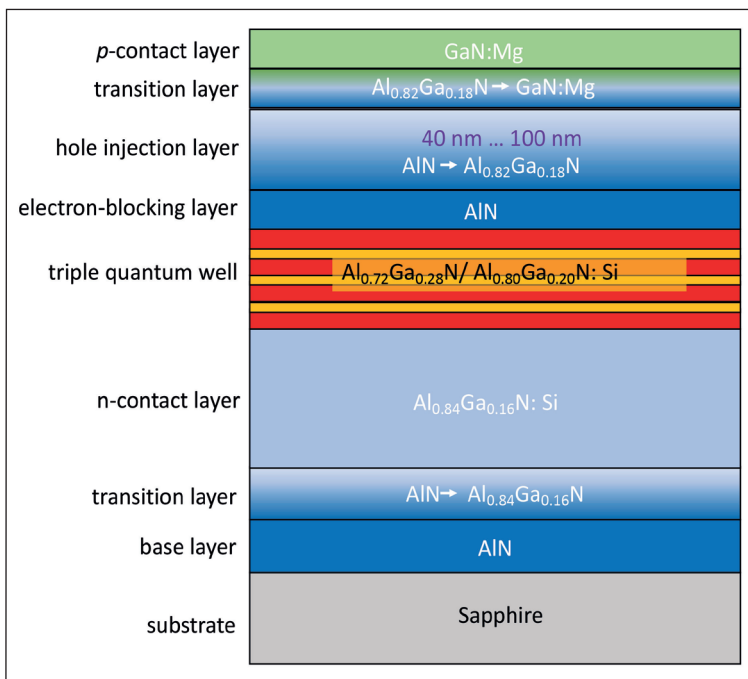 p-contact layer GaN:Mg
transition layer Al₀.₈₂Ga₀.₁₈N → GaN:Mg
hole injection layer 40 nm ... 100 nm
AlN → Al₀.₈₂Ga₀.₁₈N
electron-blocking layer AlN
triple quantum well Al₀.₇₂Ga₀.₂₈N/ Al₀.₈₀Ga₀.₂₀N: Si
n-contact layer Al₀.₈₄Ga₀.₁₆N: Si
transition layer AlN→ Al₀.₈₄Ga₀.₁₆N
base layer AlN
substrate Sapphire